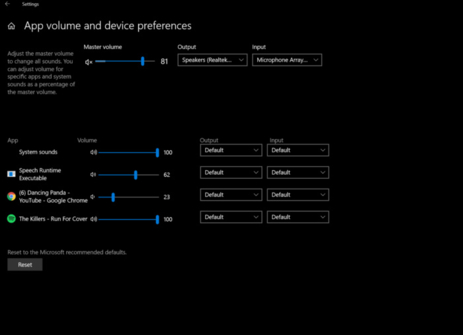 Settings
App volume and device preferences
Master volume
Output
Input
Adjust the master volume
to change all sounds. You
can adjust volume for
specific apps and system
sounds as a percentage of
the master volume.
81
Speakers (Realtek...
Microphone Array...
App
Volume
Output
Input
System sounds
100
Default
Default
Speech Runtime
Executable
62
Default
Default
(6) Dancing Panda -
YouTube - Google Chrome
23
Default
Default
The Killers - Run For Cover
100
Default
Default
Reset to the Microsoft recommended defaults.
Reset